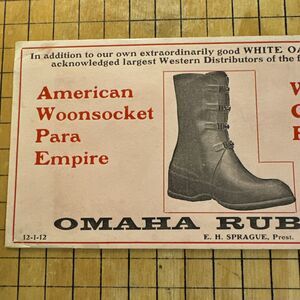 In addition to our own extraordinarily good WHITE OA
acknowledged largest Western Distributors of the f
American
Woonsocket
Para
Empire
W
C
P
OMAHA RUB
12-1-12
E. H. SPRAGUE, Prest.